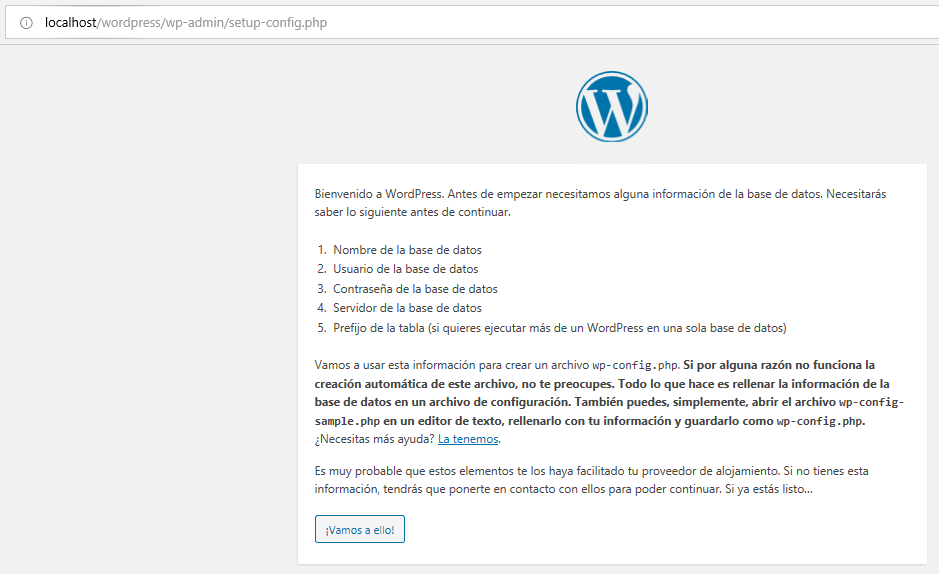 localhost/wordpress/wp-admin/setup-config.php
W
Bienvenido a WordPress. Antes de empezar necesitamos alguna información de la base de datos. Necesitarás
saber lo siguiente antes de continuar.
1. Nombre de la base de datos
2. Usuario de la base de datos
3. Contraseña de la base de datos
4. Servidor de la base de datos
5. Prefijo de la tabla (si quieres ejecutar más de un WordPress en una sola base de datos)
Vamos a usar esta información para crear un archivo wp-config.php. Si por alguna razón no funciona la
creación automática de este archivo, no te preocupes. Todo lo que hace es rellenar la información de la
base de datos en un archivo de configuración. También puedes, simplemente, abrir el archivo wp-config-
sample.php en un editor de texto, rellenarlo con tu información y guardarlo como wp-config.php.
¿Necesitas más ayuda? La tenemos.
Es muy probable que estos elementos te los haya facilitado tu proveedor de alojamiento. Si no tienes esta
información, tendrás que ponerte en contacto con ellos para poder continuar. Si ya estás listo...
¡Vamos a ello!